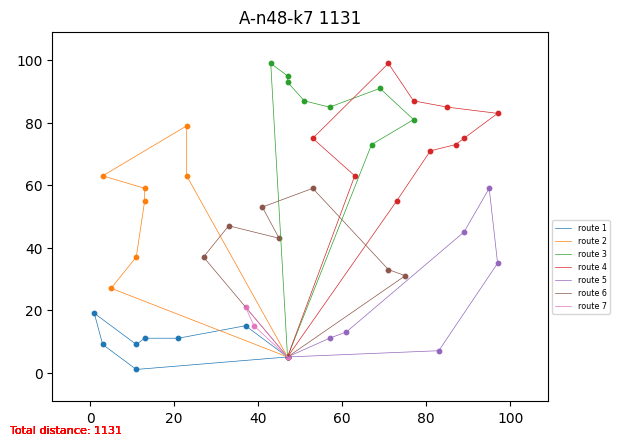 A-n48-k7 1131
100
80
60
40
20
0
0 20 40 60 80 100
route 1
route 2
route 3
route 4
route 5
route 6
route 7
Total distance: 1131